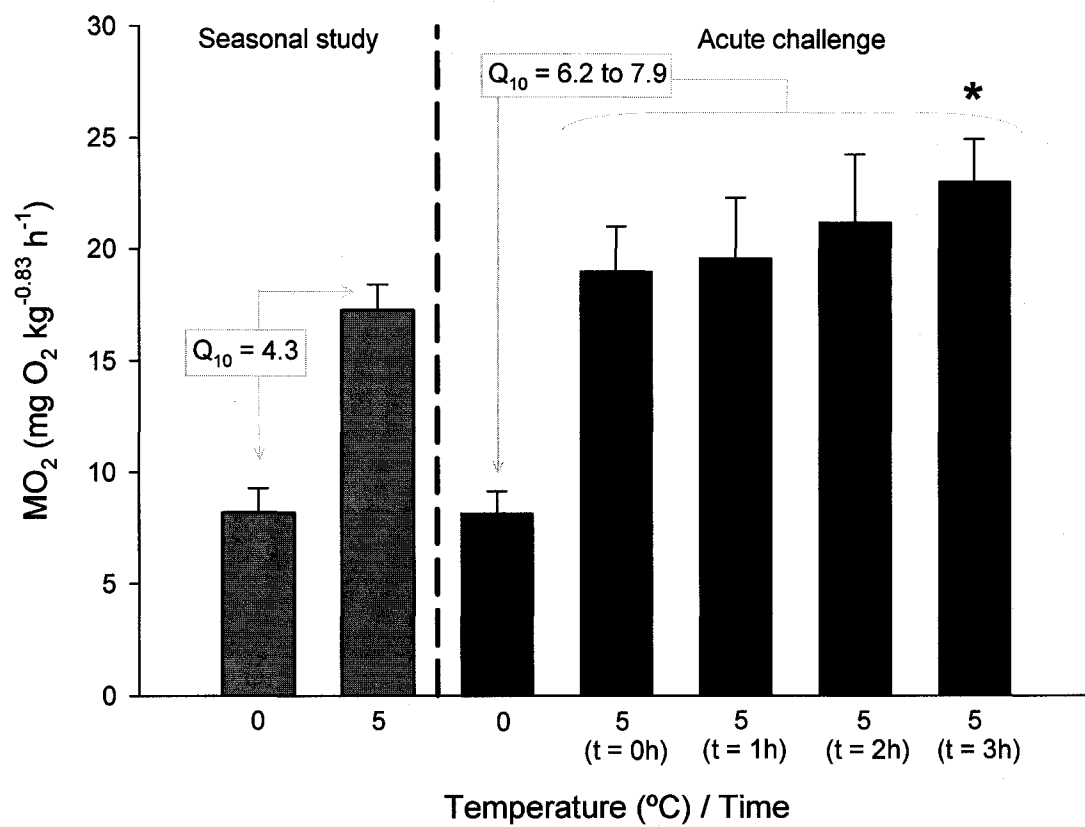 Seasonal study
Acute challenge
Q₁₀ = 6.2 to 7.9
*
Q₁₀ = 4.3
30
25
20
15
10
5
0
MO₂ (mg O₂ kg⁻⁰·⁸³ h⁻¹)
0 5 0 5 5 5 5
(t = 0h) (t = 1h) (t = 2h) (t = 3h)
Temperature (ºC) / Time